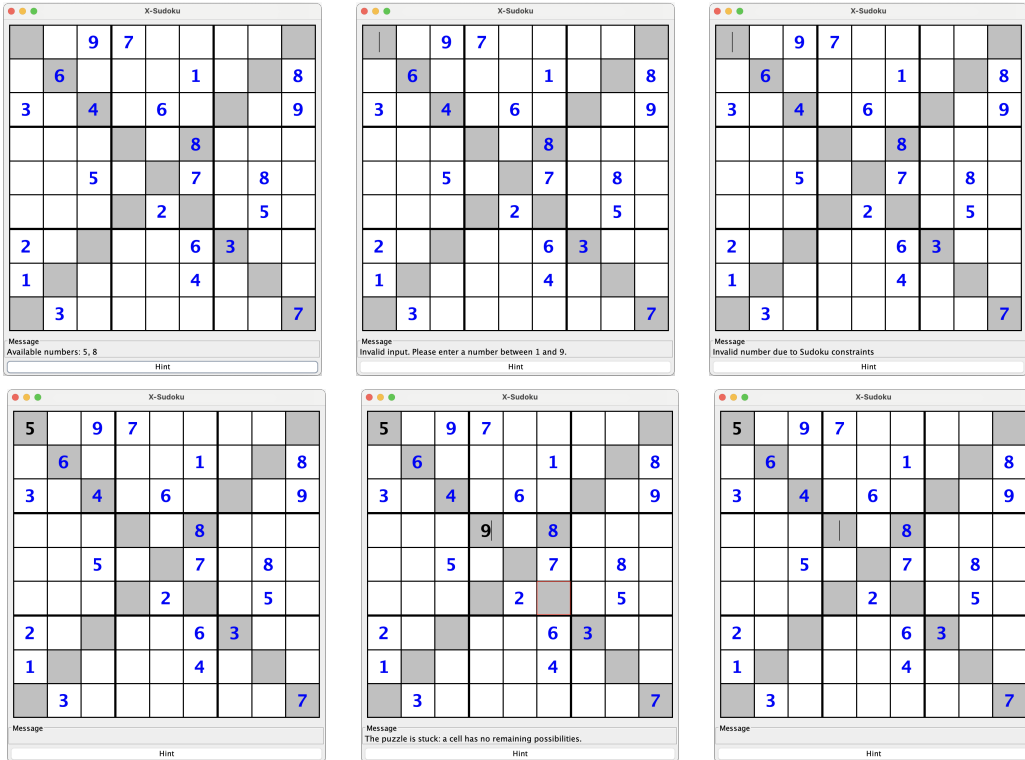 X-Sudoku
9 7
6 1 8
3 4 6 9
8
5 7 8
2 5
2 6 3
1 4
3 7
Message
Available numbers: 5, 8
Hint
X-Sudoku
9 7
6 1 8
3 4 6 9
8
5 7 8
2 5
2 6 3
1 4
3 7
Message
Invalid input. Please enter a number between 1 and 9.
Hint
X-Sudoku
9 7
6 1 8
3 4 6 9
8
5 7 8
2 5
2 6 3
1 4
3 7
Message
Invalid number due to Sudoku constraints
Hint
X-Sudoku
5 9 7
6 1 8
3 4 6 9
8
5 7 8
2 5
2 6 3
1 4
3 7
Message
Hint
X-Sudoku
5 9 7
6 1 8
3 4 6 9
9 8
5 7 8
2 5
2 6 3
1 4
3 7
Message
The puzzle is stuck: a cell has no remaining possibilities.
Hint
X-Sudoku
5 9 7
6 1 8
3 4 6 9
8
5 7 8
2 5
2 6 3
1 4
3 7
Message
Hint